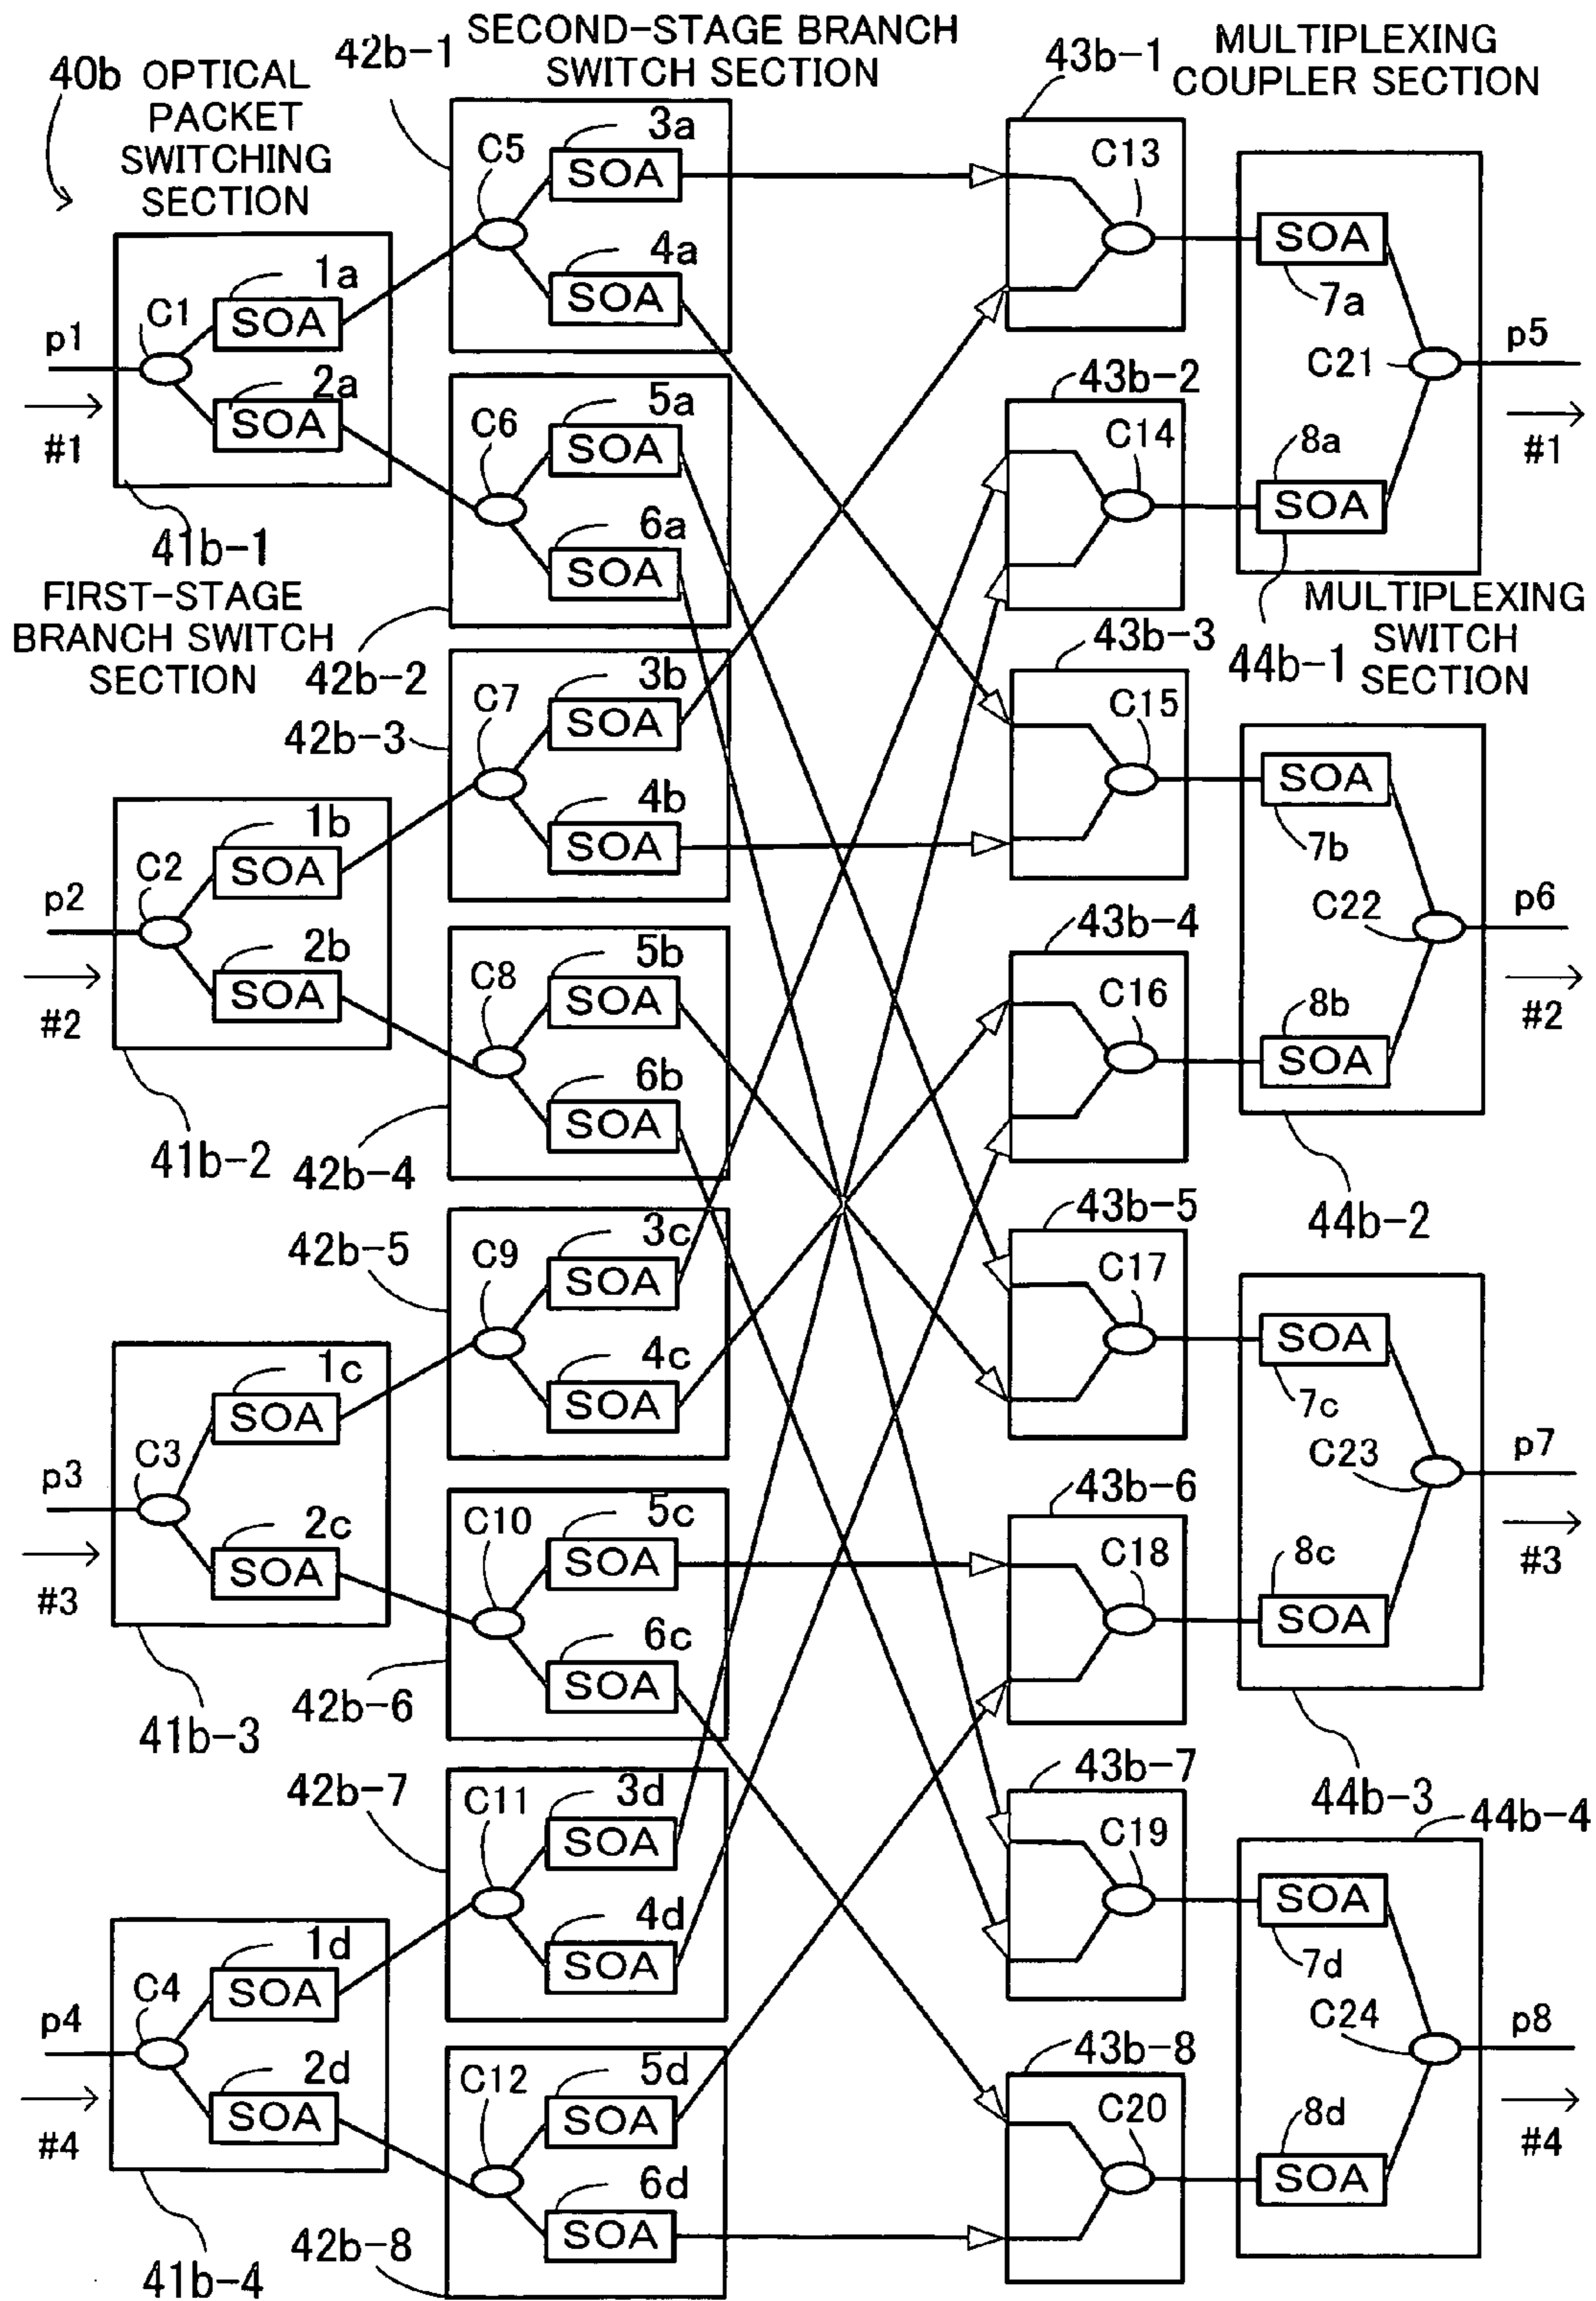 40b OPTICAL
PACKET
SWITCHING
SECTION
42b-1
SECOND-STAGE BRANCH
SWITCH SECTION
43b-1
MULTIPLEXING
COUPLER SECTION
p1
#1
C1
1a
SOA
2a
SOA
41b-1
FIRST-STAGE
BRANCH SWITCH
SECTION
C5
3a
SOA
4a
SOA
C6
5a
SOA
6a
SOA
42b-2
C13
43b-2
C14
SOA
7a
C21
8a
SOA
p5
#1
44b-1
MULTIPLEXING
SWITCH
SECTION
42b-3
C7
3b
SOA
4b
SOA
43b-3
C15
p2
#2
C2
1b
SOA
2b
SOA
41b-2
C8
5b
SOA
6b
SOA
42b-4
43b-4
C16
SOA
7b
C22
8b
SOA
p6
#2
44b-2
42b-5
C9
3c
SOA
4c
SOA
43b-5
C17
p3
#3
C3
1c
SOA
2c
SOA
41b-3
C10
5c
SOA
6c
SOA
42b-6
43b-6
C18
SOA
7c
C23
8c
SOA
p7
#3
44b-3
42b-7
C11
3d
SOA
4d
SOA
43b-7
C19
44b-4
p4
#4
C4
1d
SOA
2d
SOA
41b-4
C12
5d
SOA
6d
SOA
42b-8
43b-8
C20
SOA
7d
C24
8d
SOA
p8
#4